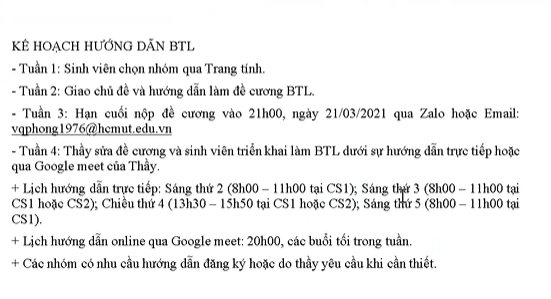 KẾ HOẠCH HƯỚNG DẪN BTL
- Tuần 1: Sinh viên chọn nhóm qua Trang tính.
- Tuần 2: Giao chủ đề và hướng dẫn làm đề cương BTL.
- Tuần 3: Hạn cuối nộp đề cương vào 21h00, ngày 21/03/2021 qua Zalo hoặc Email:
vqphong1976@hcmut.edu.vn
- Tuần 4: Thầy sửa đề cương và sinh viên triển khai làm BTL dưới sự hướng dẫn trực tiếp hoặc
qua Google meet của Thầy.
+ Lịch hướng dẫn trực tiếp: Sáng thứ 2 (8h00 – 11h00 tại CS1); Sáng thứ 3 (8h00 – 11h00 tại
CS1 hoặc CS2); Chiều thứ 4 (13h30 – 15h50 tại CS1 hoặc CS2); Sáng thứ 5 (8h00 – 11h00 tại
CS1).
+ Lịch hướng dẫn online qua Google meet: 20h00, các buổi tối trong tuần.
+ Các nhóm có nhu cầu hướng dẫn đăng ký hoặc do thầy yêu cầu khi cần thiết.